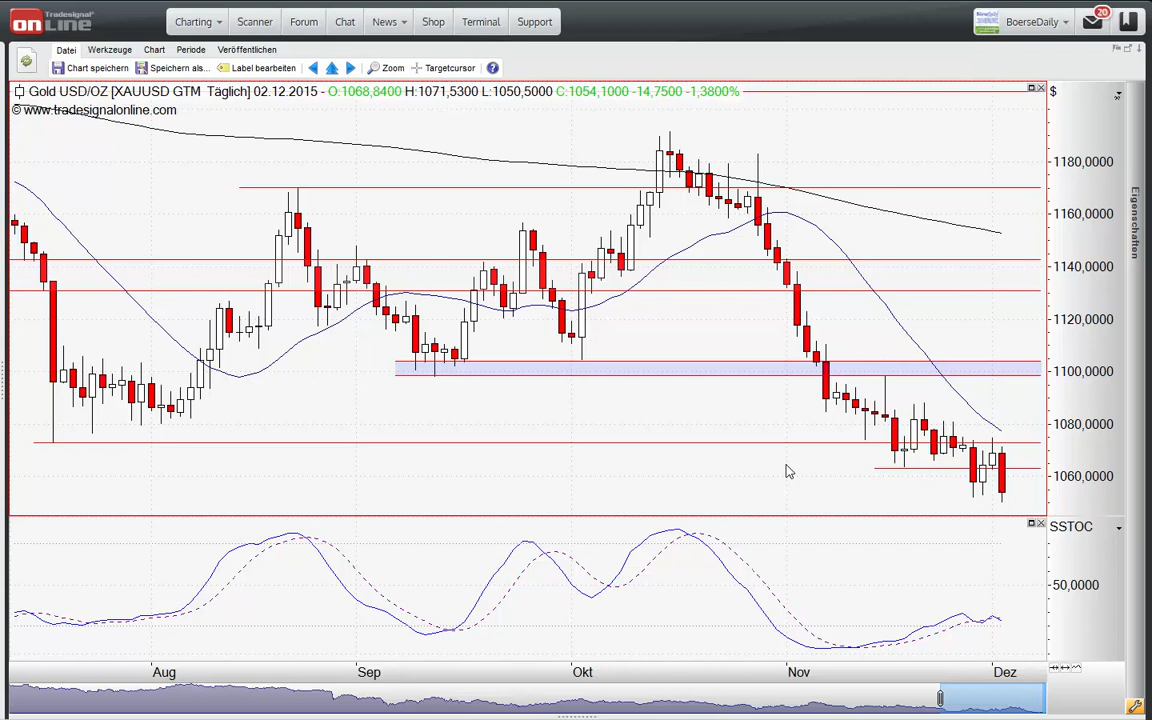 Tradesignal
onLine
Charting
Scanner
Forum
Chat
News
Shop
Terminal
Support
BoerseDaily
20
Datei
Werkzeuge
Chart
Periode
Veröffentlichen
Chart speichern
Speichern als...
Label bearbeiten
Zoom
Targetcursor
Gold USD/OZ [XAUUSD GTM Täglich] 02.12.2015 - O:1068,8400 H:1071,5300 L:1050,5000 C:1054,1000 -14,7500 -1,3800%
© www.tradesignalonline.com
$
1180,0000
1160,0000
1140,0000
1120,0000
1100,0000
1080,0000
1060,0000
Eigenschaften
SSTOC
50,0000
Aug
Sep
Okt
Nov
Dez